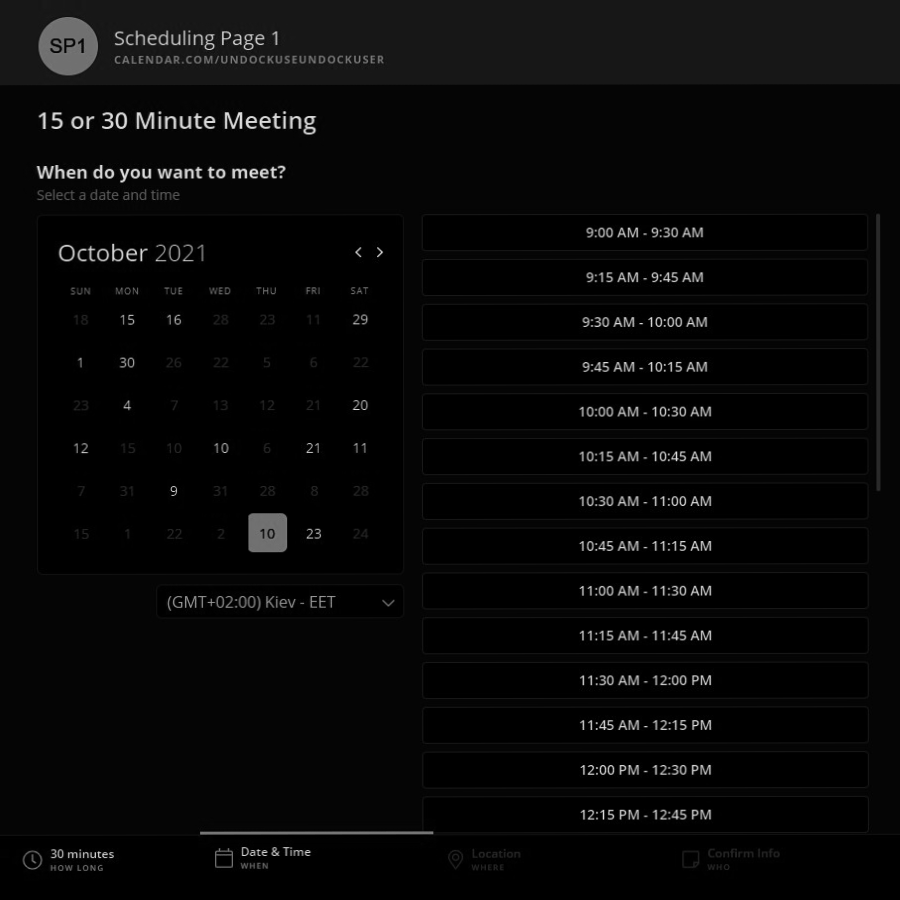 SP1
Scheduling Page 1
CALENDAR.COM/UNDOCKUSEUNDOCKUSER
15 or 30 Minute Meeting
When do you want to meet?
Select a date and time
October 2021
SUN MON TUE WED THU FRI SAT
18 15 16 28 23 11 29
1 30 26 22 5 6 22
23 4 7 13 12 21 20
12 15 10 10 6 21 11
7 31 9 31 28 8 28
15 1 22 2 10 23 24
(GMT+02:00) Kiev - EET
9:00 AM - 9:30 AM
9:15 AM - 9:45 AM
9:30 AM - 10:00 AM
9:45 AM - 10:15 AM
10:00 AM - 10:30 AM
10:15 AM - 10:45 AM
10:30 AM - 11:00 AM
10:45 AM - 11:15 AM
11:00 AM - 11:30 AM
11:15 AM - 11:45 AM
11:30 AM - 12:00 PM
11:45 AM - 12:15 PM
12:00 PM - 12:30 PM
12:15 PM - 12:45 PM
30 minutes
HOW LONG
Date & Time
WHEN
Location
WHERE
Confirm Info
WHO